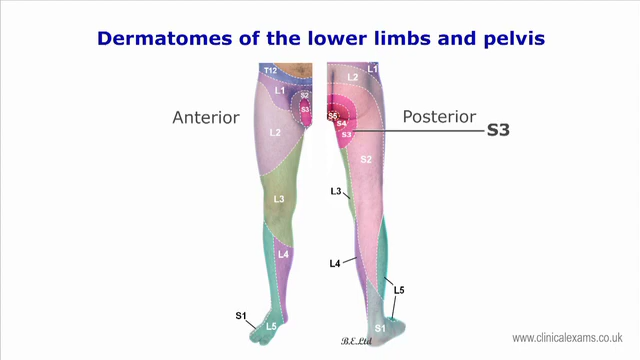 Dermatomes of the lower limbs and pelvis
Anterior
Posterior
T12
L1
S2
S3
L2
L3
L4
S1
L5
L1
L2
S5
S4
S3
S3
S2
L3
L4
L5
S1
B.E.Ltd
www.clinicalexams.co.uk